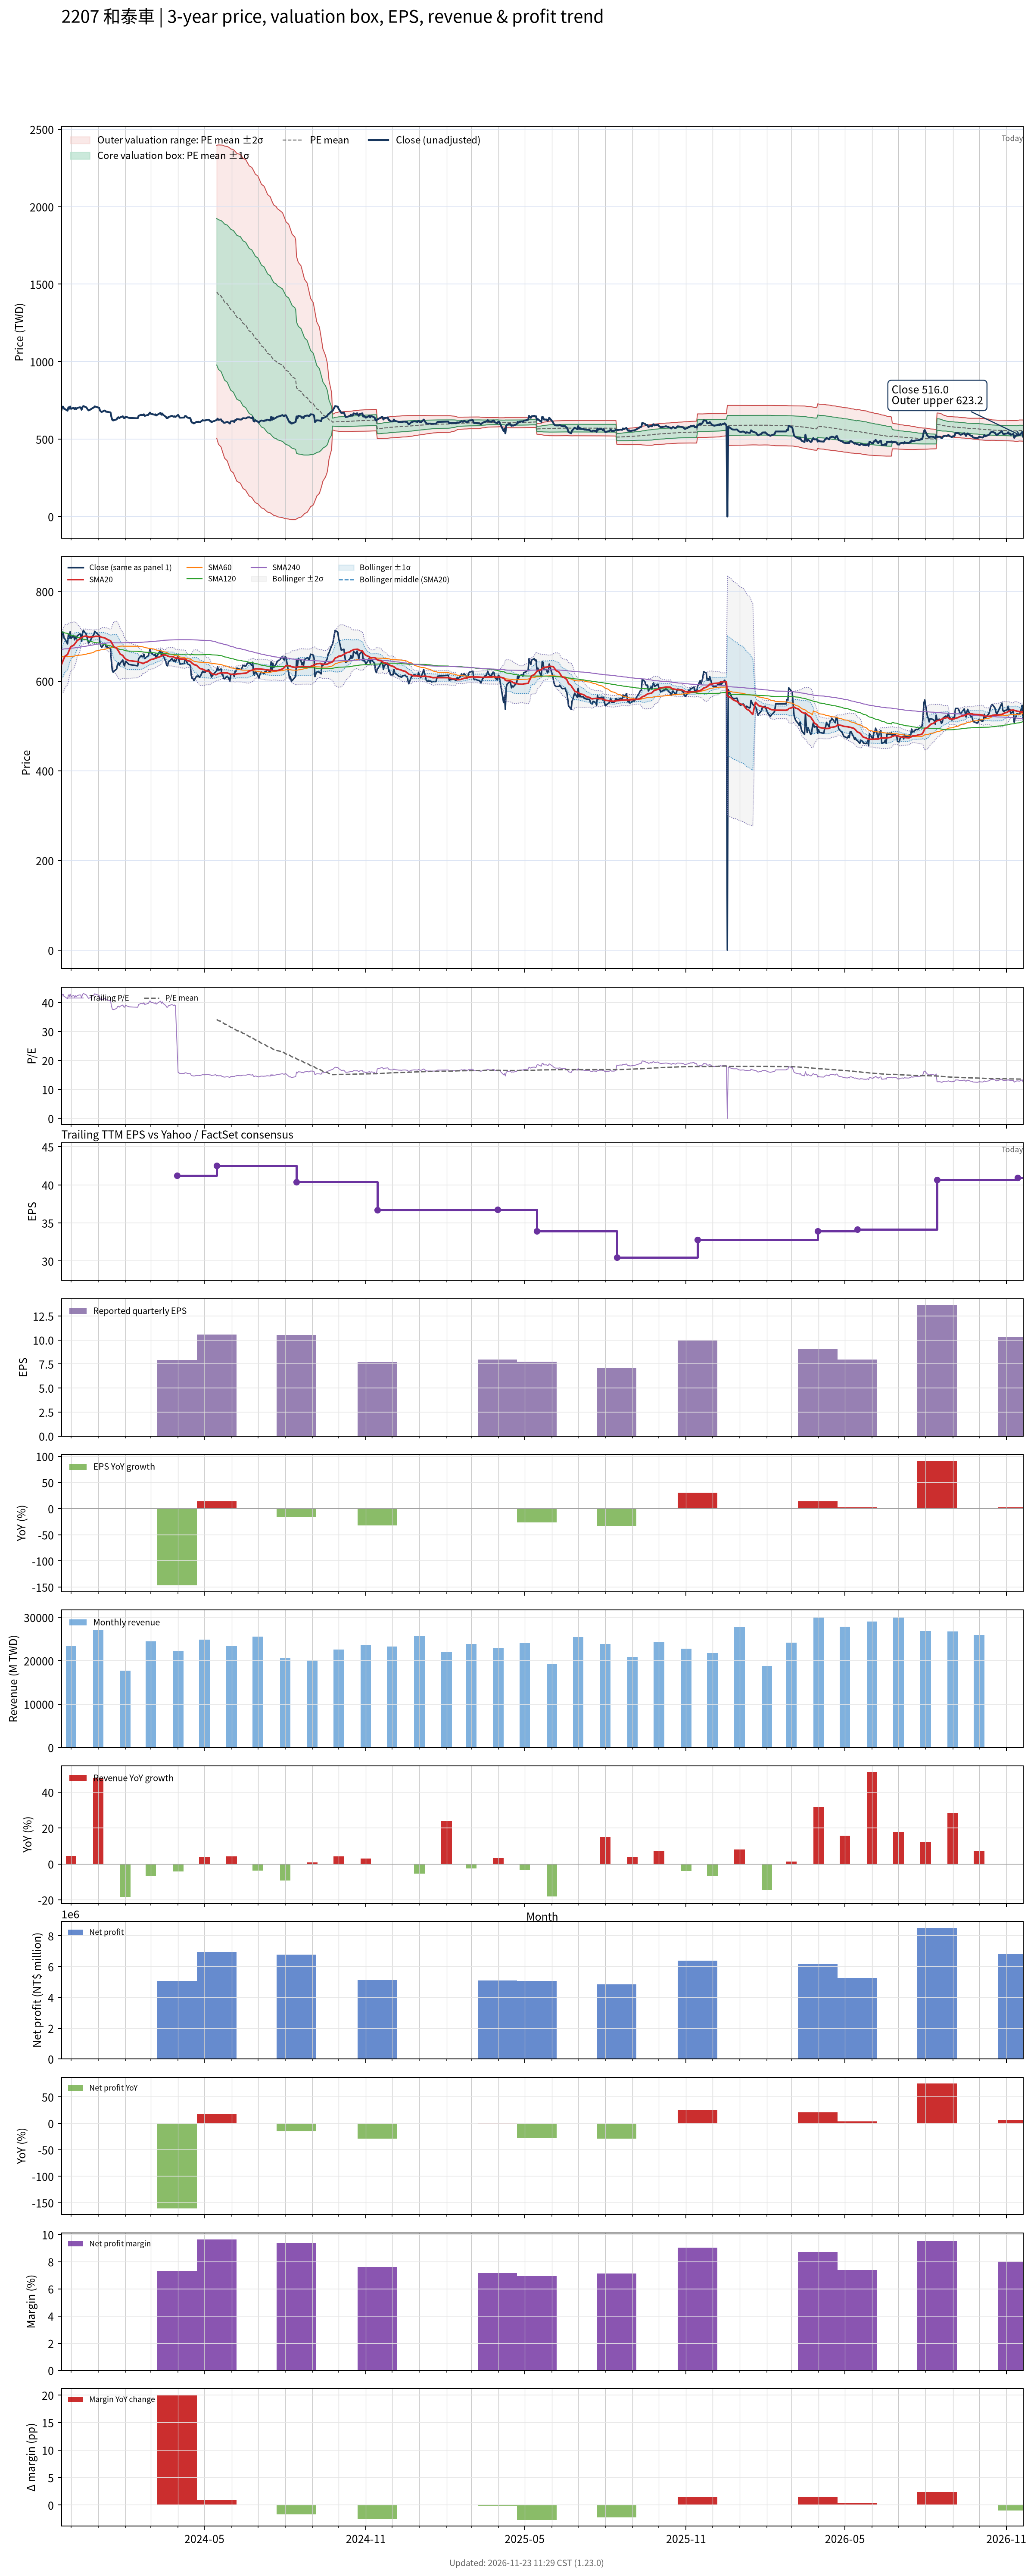 2207 和泰車 | 3-year price, valuation box, EPS, revenue & profit trend
Outer valuation range: PE mean ±2σ
Core valuation box: PE mean ±1σ
PE mean
Close (unadjusted)
Today
2500
2000
1500
1000
500
0
Price (TWD)
Close 516.0
Outer upper 623.2
Close (same as panel 1)
SMA20
SMA60
SMA120
SMA240
Bollinger ±2σ
Bollinger ±1σ
Bollinger middle (SMA20)
800
600
400
200
0
Price
Trailing P/E
P/E mean
40
30
20
10
0
P/E
Trailing TTM EPS vs Yahoo / FactSet consensus
Today
45
40
35
30
EPS
Reported quarterly EPS
12.5
10.0
7.5
5.0
2.5
0.0
EPS
EPS YoY growth
100
50
0
-50
-100
-150
YoY (%)
Monthly revenue
30000
20000
10000
0
Revenue (M TWD)
Revenue YoY growth
40
20
0
-20
YoY (%)
Month
1e6
Net profit
8
6
4
2
0
Net profit (NT$ million)
Net profit YoY
50
0
-50
-100
-150
YoY (%)
Net profit margin
10
8
6
4
2
0
Margin (%)
Margin YoY change
20
15
10
5
0
Δ margin (pp)
2024-05
2024-11
2025-05
2025-11
2026-05
2026-11
Updated: 2026-11-23 11:29 CST (1.23.0)